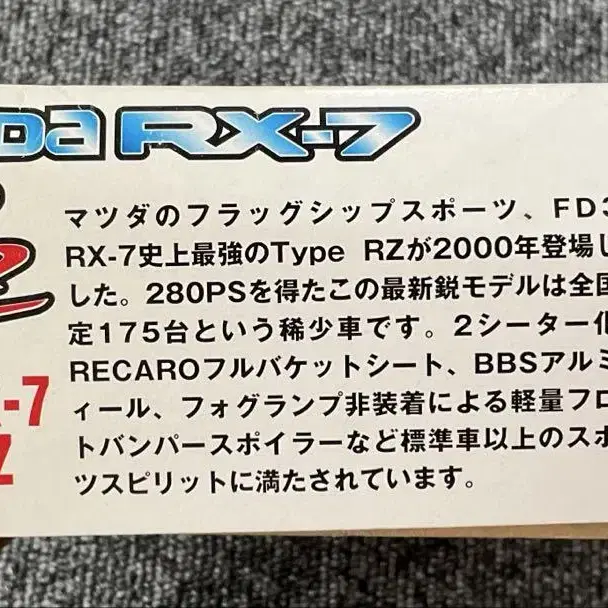 DA RX-7
マツダのフラッグシップスポーツ、FD3
RX-7史上最強のType RZが2000年登場し
した。280PSを得たこの最新鋭モデルは全国
定175台という稀少車です。2シーター化
RECAROフルバケットシート、BBSアルミ
ィール、フォグランプ非装着による軽量フロ
トバンパースポイラーなど標準車以上のスポ
ツスピリットに満たされています。
-7
Z